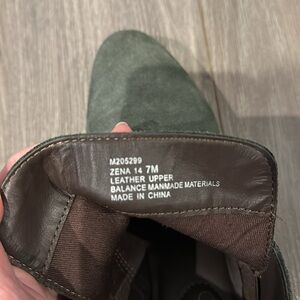 M205299
ZENA 14 7M
LEATHER UPPER
BALANCE MANMADE MATERIALS
MADE IN CHINA